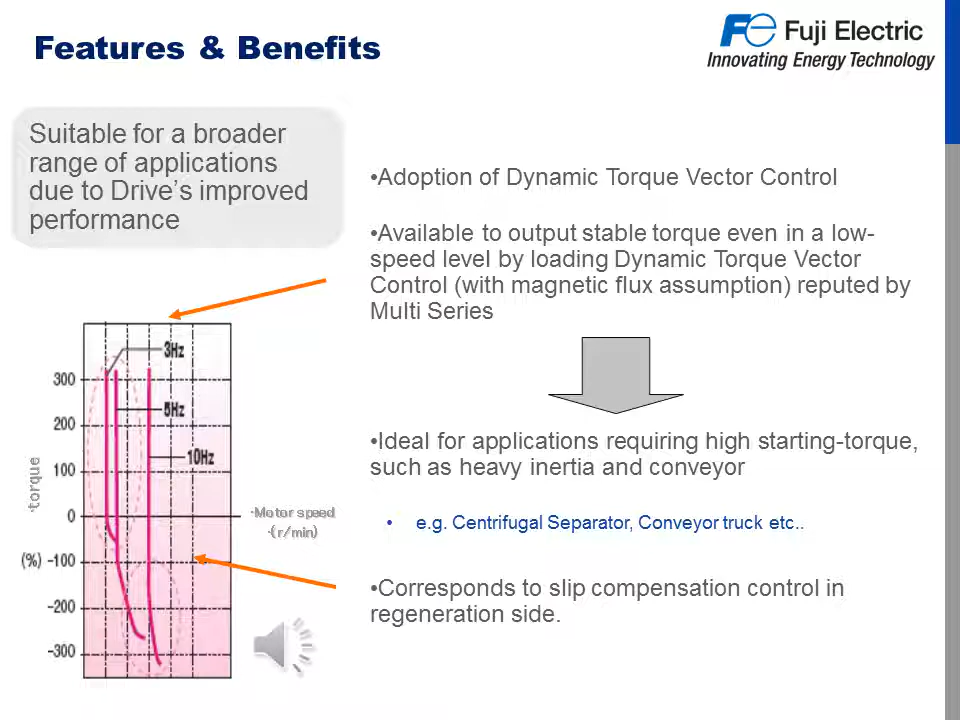 Features & Benefits
Fuji Electric
Innovating Energy Technology
Suitable for a broader
range of applications
due to Drive’s improved
performance
•Adoption of Dynamic Torque Vector Control
•Available to output stable torque even in a low-
speed level by loading Dynamic Torque Vector
Control (with magnetic flux assumption) reputed by
Multi Series
•Ideal for applications requiring high starting-torque,
such as heavy inertia and conveyor
• e.g. Centrifugal Separator, Conveyor truck etc..
•Corresponds to slip compensation control in
regeneration side.
3Hz
300
5Hz
200
10Hz
100
•torque
0
•Motor speed
•(r/min)
(%)
-100
-200
-300